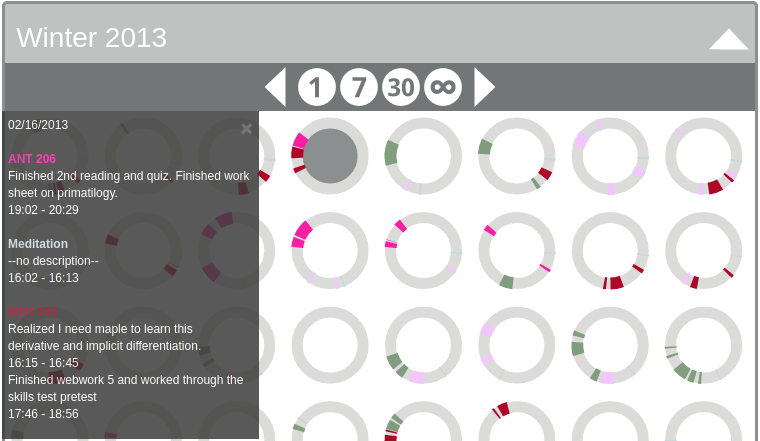 Winter 2013
1 7 30 ∞
02/16/2013
ANT 206
Finished 2nd reading and quiz. Finished work
sheet on primatilogy.
19:02 - 20:29
Meditation
--no description--
16:02 - 16:13
MTH 251
Realized I need maple to learn this
derivative and implicit differentiation.
16:15 - 16:45
Finished webwork 5 and worked through the
skills test pretest
17:46 - 18:56